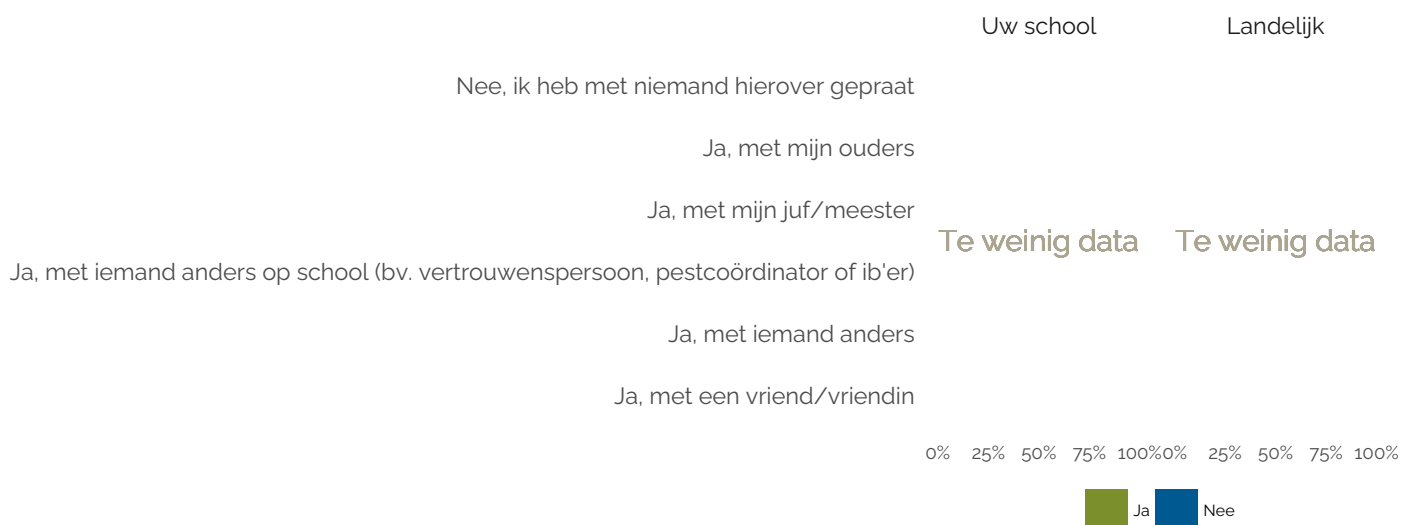 Uw school Landelijk
Nee, ik heb met niemand hierover gepraat
Ja, met mijn ouders
Ja, met mijn juf/meester
Te weinig data Te weinig data
Ja, met iemand anders op school (bv. vertrouwenspersoon, pestcoördinator of ib'er)
Ja, met iemand anders
Ja, met een vriend/vriendin
0% 25% 50% 75% 100%0% 25% 50% 75% 100%
Ja Nee